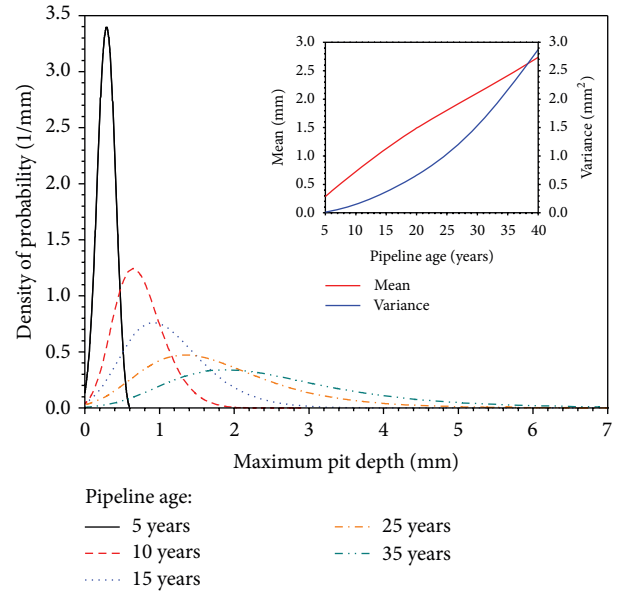 Density of probability (1/mm)
3.5
3.0
2.5
2.0
1.5
1.0
0.5
0.0
0 1 2 3 4 5 6 7
Maximum pit depth (mm)
Mean (mm)
3.0
2.5
2.0
1.5
1.0
0.5
0.0
3.0
2.5
2.0
1.5
1.0
0.5
0.0
Variance (mm²)
5 10 15 20 25 30 35 40
Pipeline age (years)
Mean
Variance
Pipeline age:
5 years
10 years
15 years
25 years
35 years